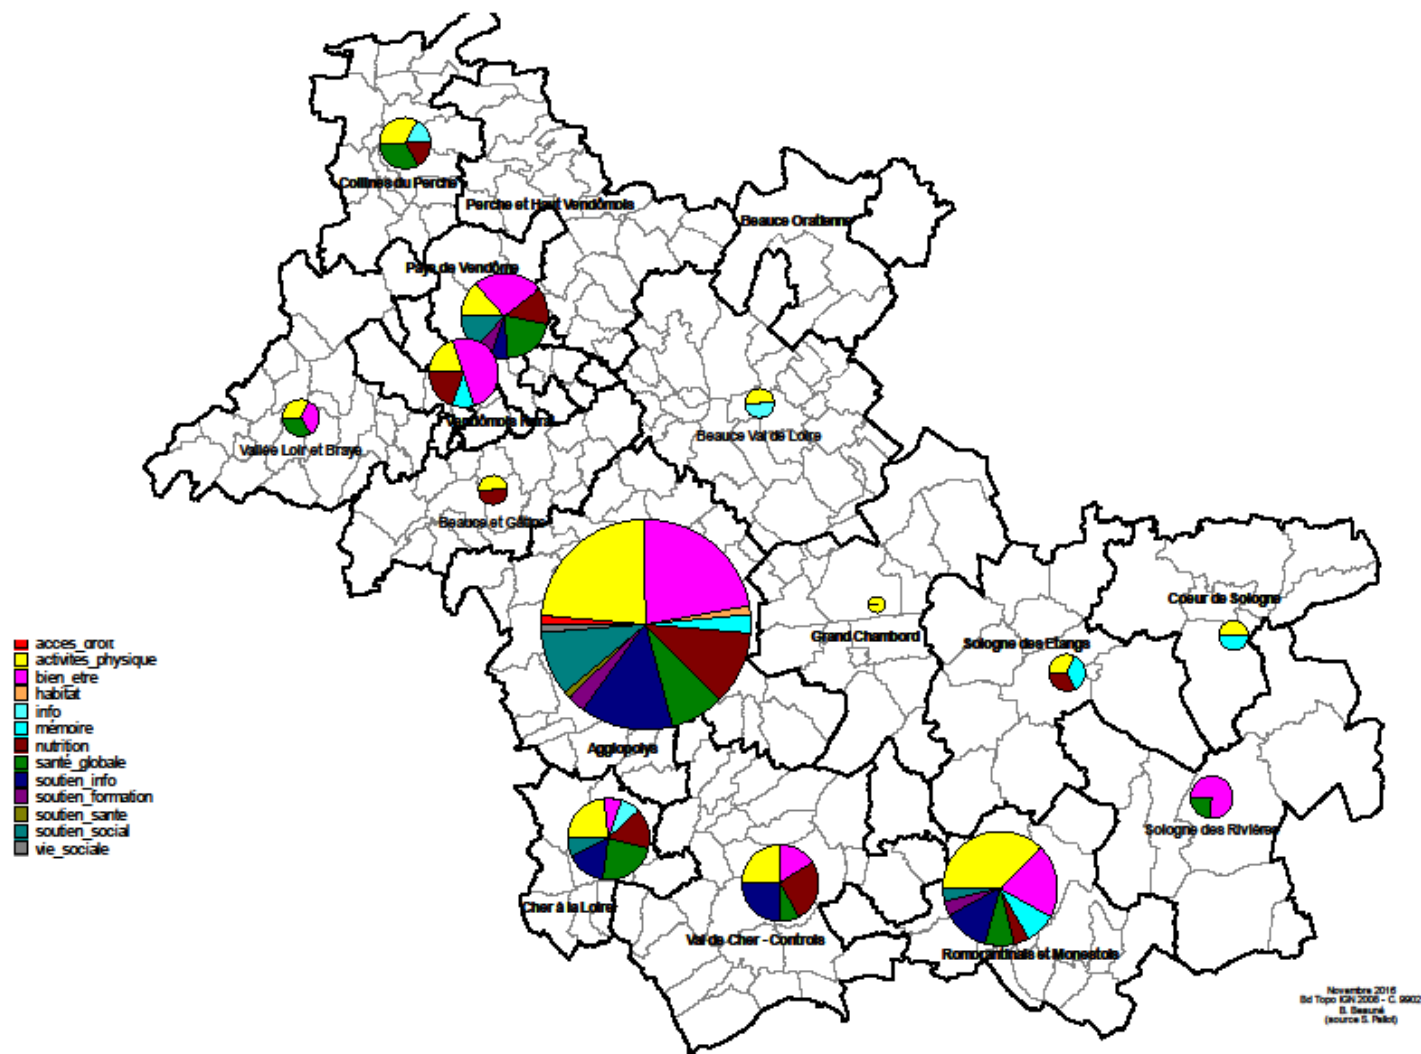 Collines du Perche
Perche et Haut Vendômois
Beauce Oratienne
Pays de Vendôme
Vendômois Rural
Vallée Loir et Braye
Beauce Val de Loire
Beauce et Gâtine
Coeur de Sologne
Grand Chambord
Sologne des Etangs
acces_droit
activites_physique
bien_etre
habitat
info
mémoire
nutrition
santé_globale
soutien_info
soutien_formation
soutien_sante
soutien_social
vie_sociale
Agglopolys
Sologne des Rivières
Cher à la Loire
Val de Cher - Controis
Romorantinais et Monestois
Novembre 2016
Bd Topo IGN 2006 - C. 9902
(source S. Pellot)